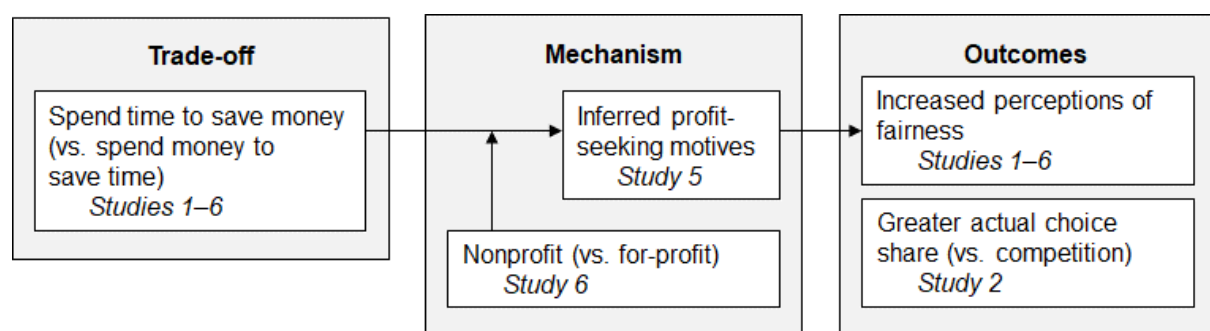 Trade-off
Spend time to save money
(vs. spend money to
save time)
Studies 1–6
Mechanism
Inferred profit-
seeking motives
Study 5
Nonprofit (vs. for-profit)
Study 6
Outcomes
Increased perceptions of
fairness
Studies 1–6
Greater actual choice
share (vs. competition)
Study 2